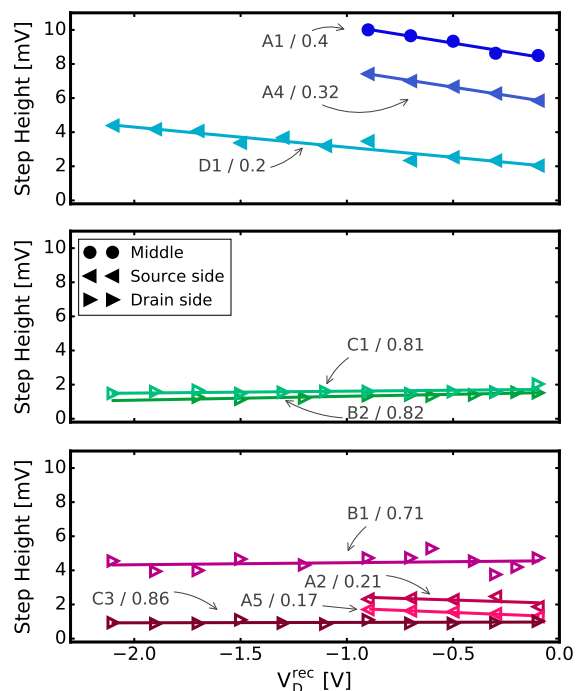 Step Height [mV]
10
8
6
4
2
0
A1 / 0.4
A4 / 0.32
D1 / 0.2
Step Height [mV]
10
8
6
4
2
0
Middle
Source side
Drain side
C1 / 0.81
B2 / 0.82
Step Height [mV]
10
8
6
4
2
0
B1 / 0.71
A2 / 0.21
C3 / 0.86
A5 / 0.17
−2.0
−1.5
−1.0
−0.5
0.0
V_D^rec [V]